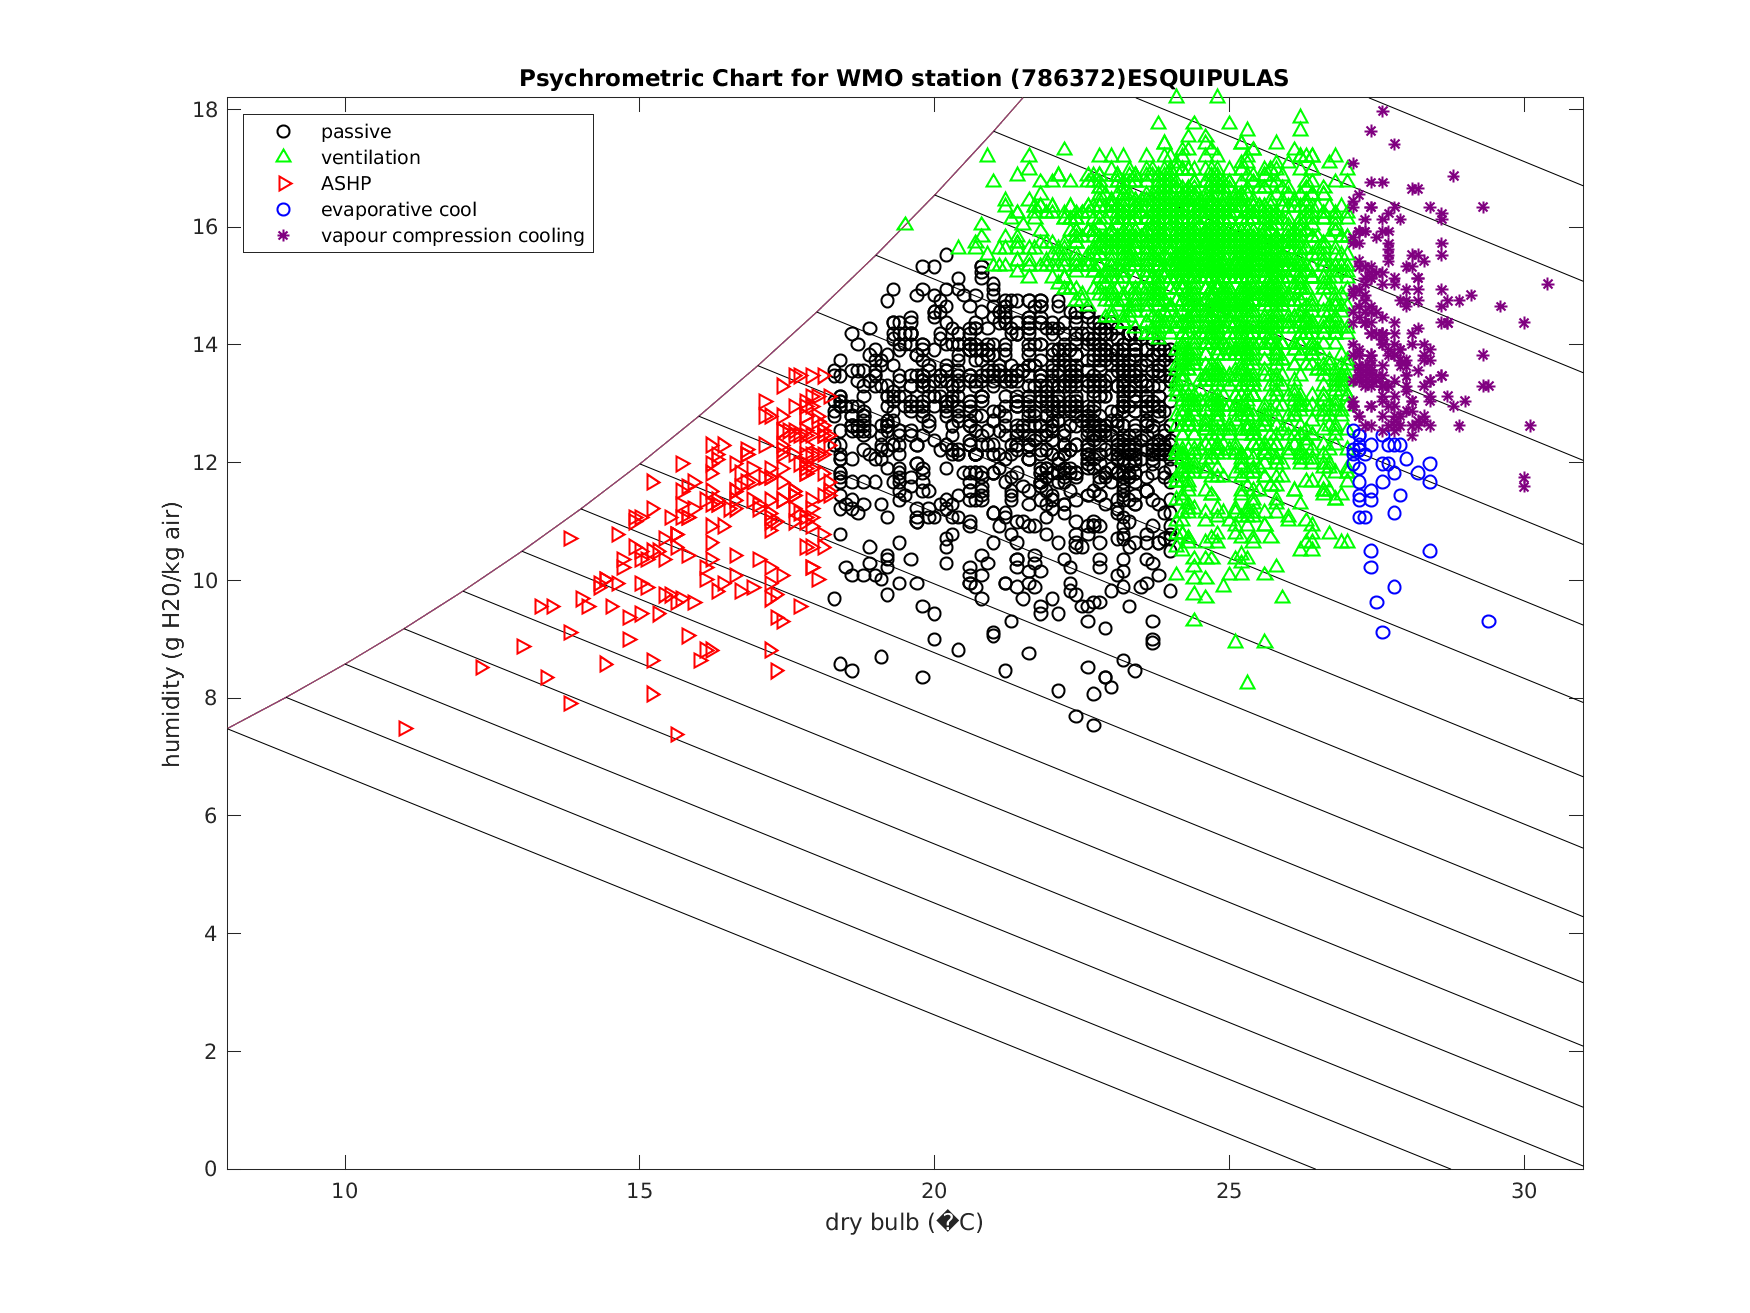 Psychrometric Chart for WMO station (786372)ESQUIPULAS
passive
ventilation
ASHP
evaporative cool
vapour compression cooling
humidity (g H20/kg air)
18
16
14
12
10
8
6
4
2
0
10
15
20
25
30
dry bulb (�C)